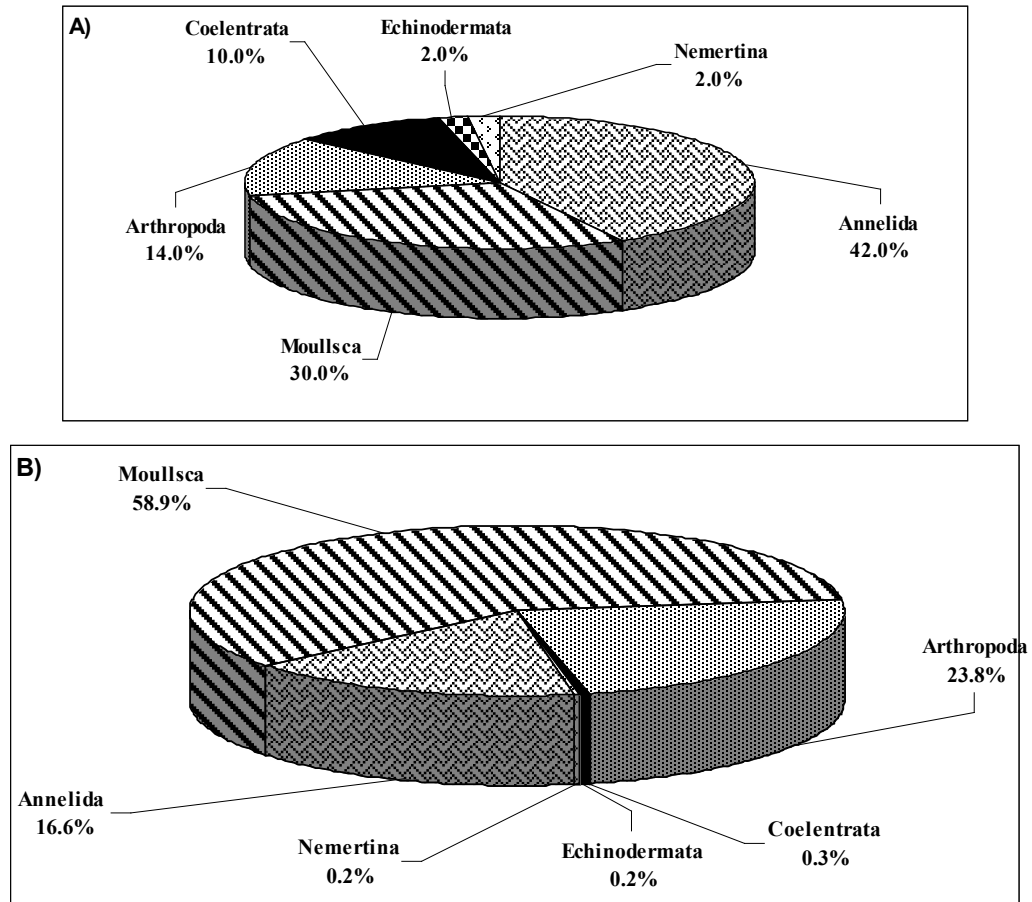 A)
Coelentrata
10.0%
Echinodermata
2.0%
Nemertina
2.0%
Arthropoda
14.0%
Annelida
42.0%
Moullsca
30.0%
B)
Moullsca
58.9%
Arthropoda
23.8%
Annelida
16.6%
Nemertina
0.2%
Echinodermata
0.2%
Coelentrata
0.3%